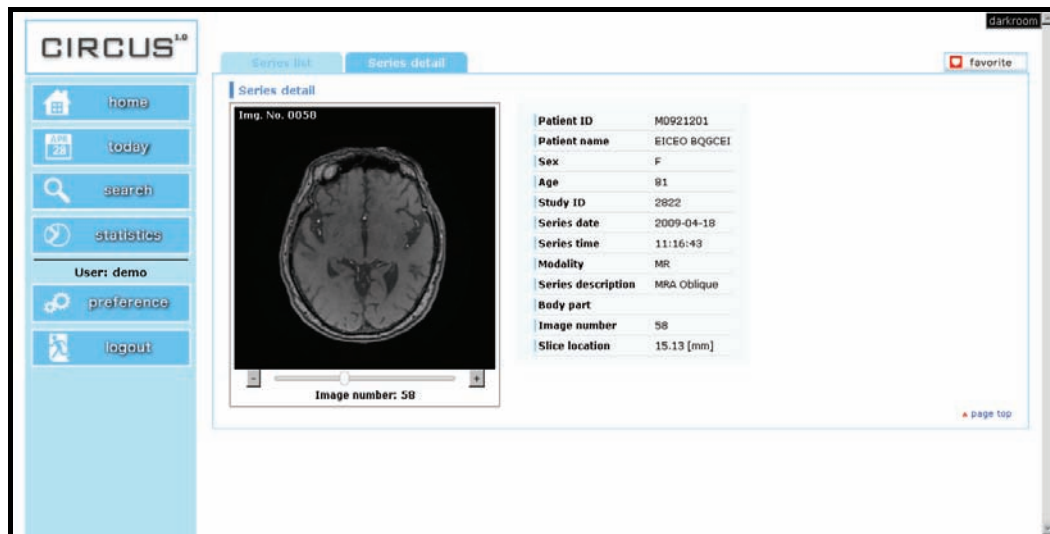 darkroom
CIRCUS 1.0
Series list
Series detail
favorite
home
APR 28
today
search
statistics
User: demo
preference
logout
Series detail
Img. No. 0058
Patient ID M0921201
Patient name EICEO BQGCEI
Sex F
Age 81
Study ID 2822
Series date 2009-04-18
Series time 11:16:43
Modality MR
Series description MRA Oblique
Body part
Image number 58
Slice location 15.13 [mm]
- +
Image number: 58
▲ page top